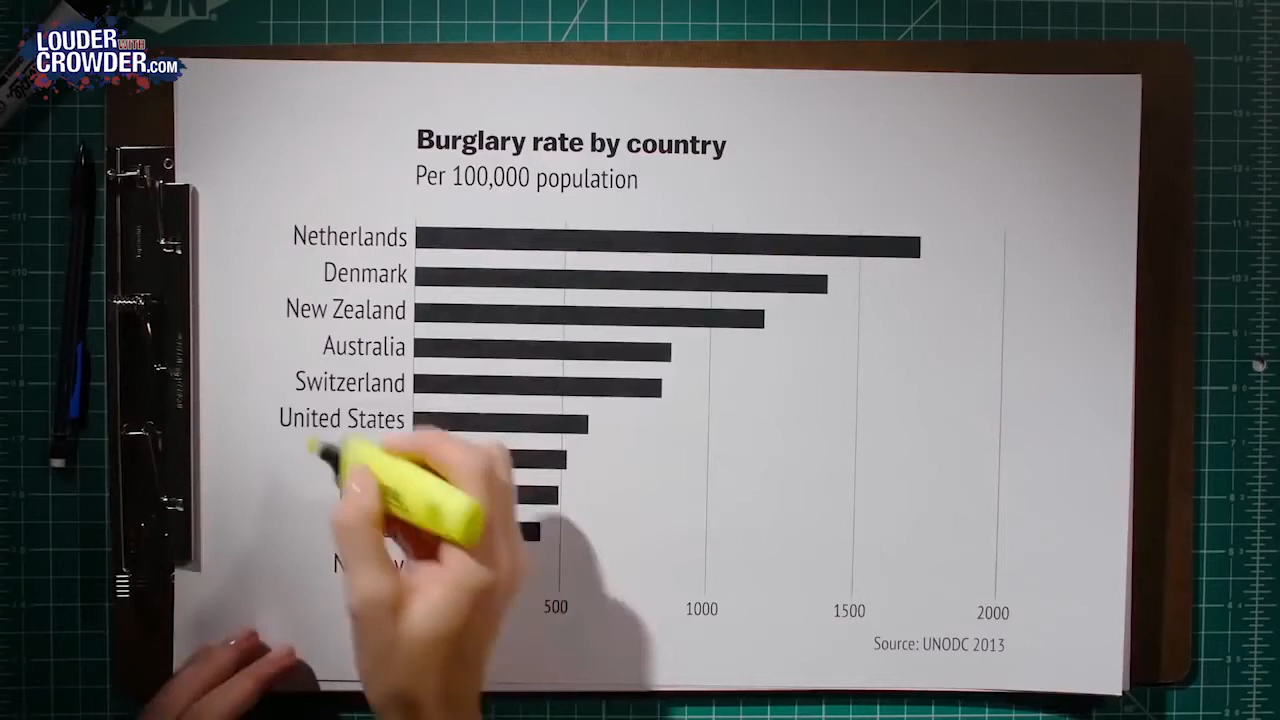 LOUDER WITH
CROWDER.COM
Burglary rate by country
Per 100,000 population
Netherlands
Denmark
New Zealand
Australia
Switzerland
United States
500 1000 1500 2000
Source: UNODC 2013